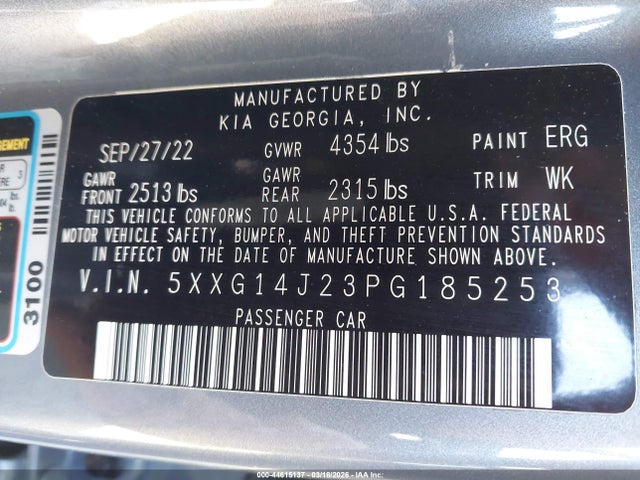 MANUFACTURED BY
KIA GEORGIA, INC.
SEP/27/22 GVWR 4354 lbs PAINT ERG
GAWR FRONT 2513 lbs GAWR REAR 2315 lbs TRIM WK
THIS VEHICLE CONFORMS TO ALL APPLICABLE U.S.A. FEDERAL
MOTOR VEHICLE SAFETY, BUMPER, AND THEFT PREVENTION STANDARDS
IN EFFECT ON THE DATE OF MANUFACTURE SHOWN ABOVE.
V.I.N. 5XXG14J23PG185253
PASSENGER CAR
3100
000-44615137 - 03/18/2026 - IAA Inc.